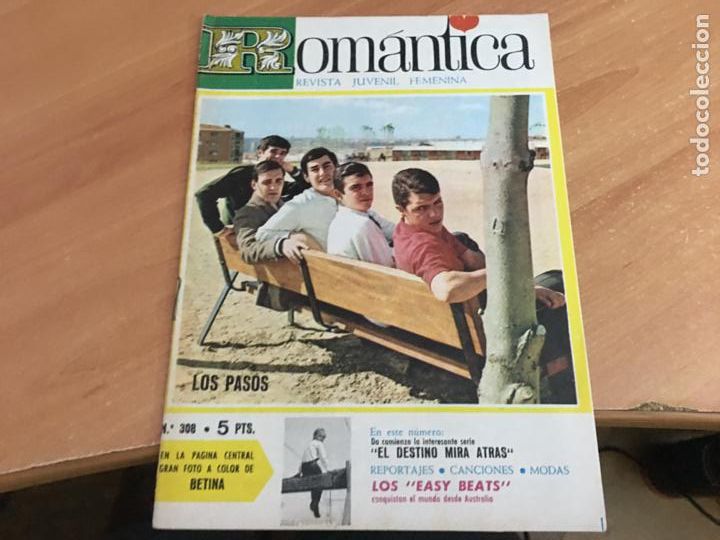 Romántica
REVISTA JUVENIL FEMENINA
LOS PASOS
N.° 308 • 5 PTS.
EN LA PAGINA CENTRAL
GRAN FOTO A COLOR DE
BETINA
En este número:
Da comienzo la interesante serie
"EL DESTINO MIRA ATRAS"
REPORTAJES • CANCIONES • MODAS
LOS "EASY BEATS"
conquistan el mundo desde Australia
todocoleccion